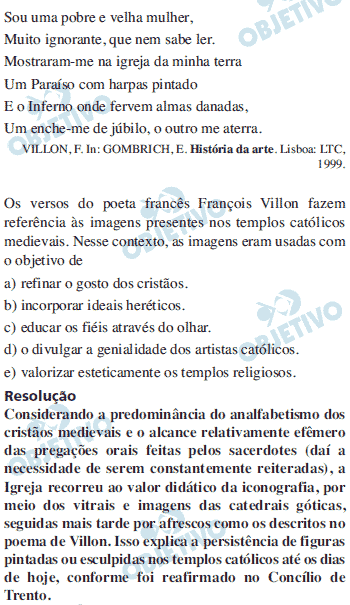 Sou uma pobre e velha mulher,
Muito ignorante, que nem sabe ler.
Mostraram-me na igreja da minha terra
Um Paraíso com harpas pintado
E o Inferno onde fervem almas danadas,
Um enche-me de júbilo, o outro me aterra.
VILLON, F. In: GOMBRICH, E. História da arte. Lisboa: LTC,
1999.
Os versos do poeta francês François Villon fazem
referência às imagens presentes nos templos católicos
medievais. Nesse contexto, as imagens eram usadas com
o objetivo de
a) refinar o gosto dos cristãos.
b) incorporar ideais heréticos.
c) educar os fiéis através do olhar.
d) o divulgar a genialidade dos artistas católicos.
e) valorizar esteticamente os templos religiosos.
Resolução
Considerando a predominância do analfabetismo dos
cristãos medievais e o alcance relativamente efêmero
das pregações orais feitas pelos sacerdotes (daí a
necessidade de serem constantemente reiteradas), a
Igreja recorreu ao valor didático da iconografia, por
meio dos vitrais e imagens das catedrais góticas,
seguidas mais tarde por afrescos como os descritos no
poema de Villon. Isso explica a persistência de figuras
pintadas ou esculpidas nos templos católicos até os dias
de hoje, conforme foi reafirmado no Concílio de
Trento.
OBJETIVO
OBJETIVO
OBJETIVO
OBJETIVO
OBJETIVO
OBJETIVO
OBJETIVO